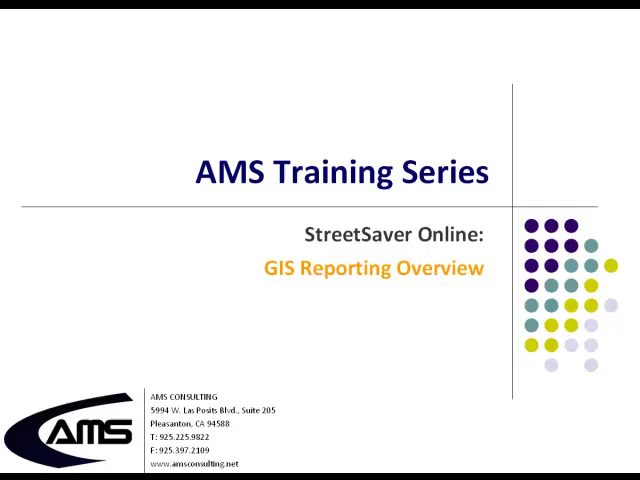 AMS Training Series
StreetSaver Online:
GIS Reporting Overview
AMS
AMS CONSULTING
5994 W. Las Posits Blvd., Suite 205
Pleasanton, CA 94588
T: 925.225.9822
F: 925.397.2109
www.amsconsulting.net